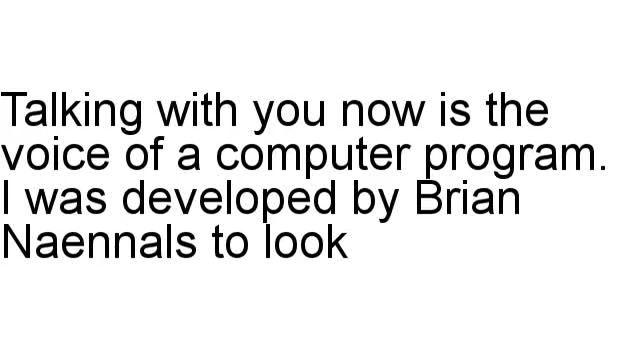 Talking with you now is the
voice of a computer program.
I was developed by Brian
Naennals to look